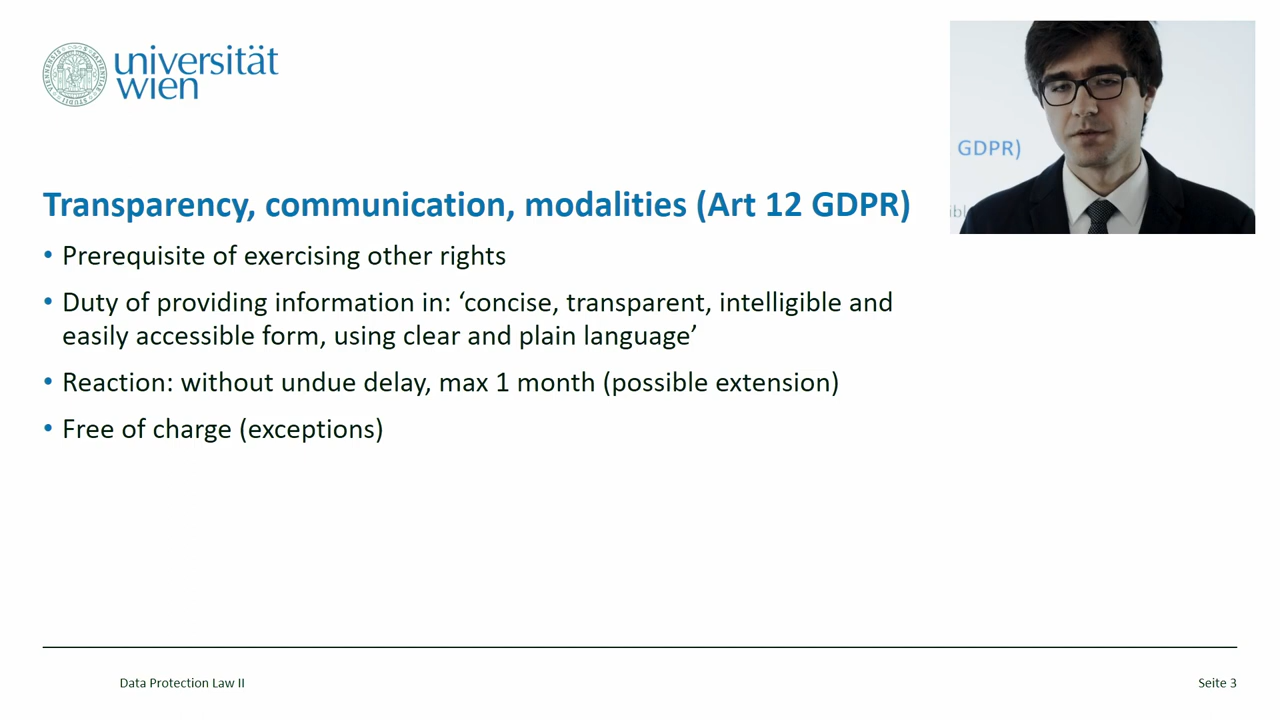 universität
wien
GDPR)
Transparency, communication, modalities (Art 12 GDPR)
• Prerequisite of exercising other rights
• Duty of providing information in: ‘concise, transparent, intelligible and
easily accessible form, using clear and plain language’
• Reaction: without undue delay, max 1 month (possible extension)
• Free of charge (exceptions)
Data Protection Law II
Seite 3